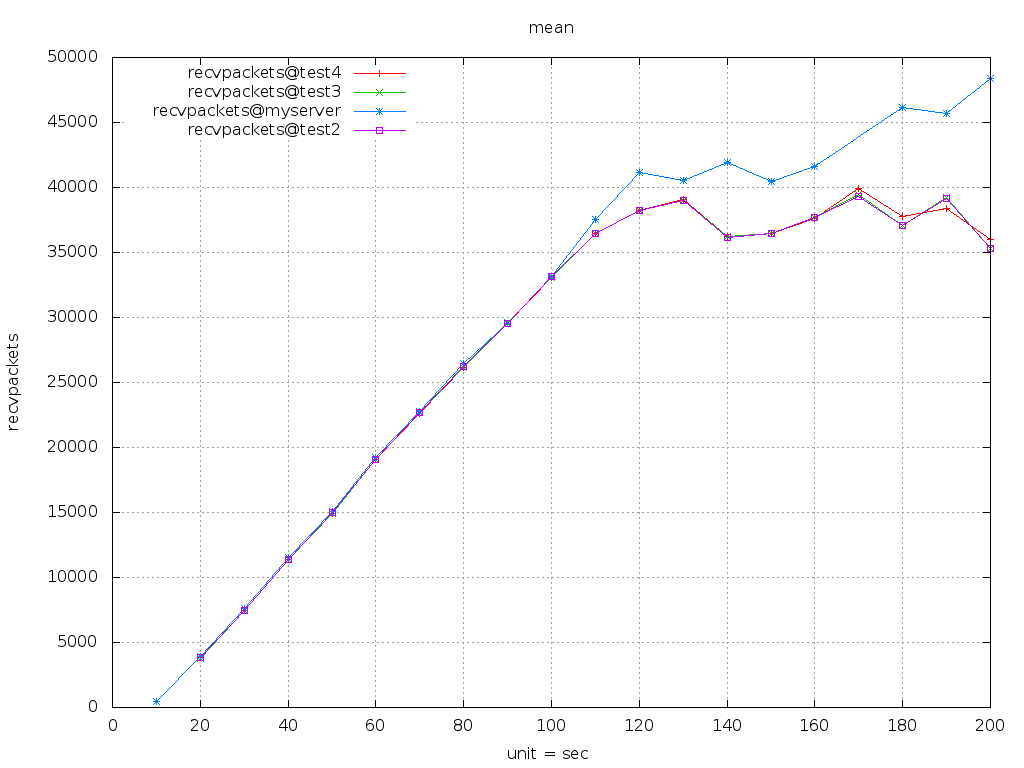 mean
50000
45000
40000
35000
30000
25000
20000
15000
10000
5000
0
recvpackets@test4
recvpackets@test3
recvpackets@myserver
recvpackets@test2
recvpackets
0 20 40 60 80 100 120 140 160 180 200
unit = sec